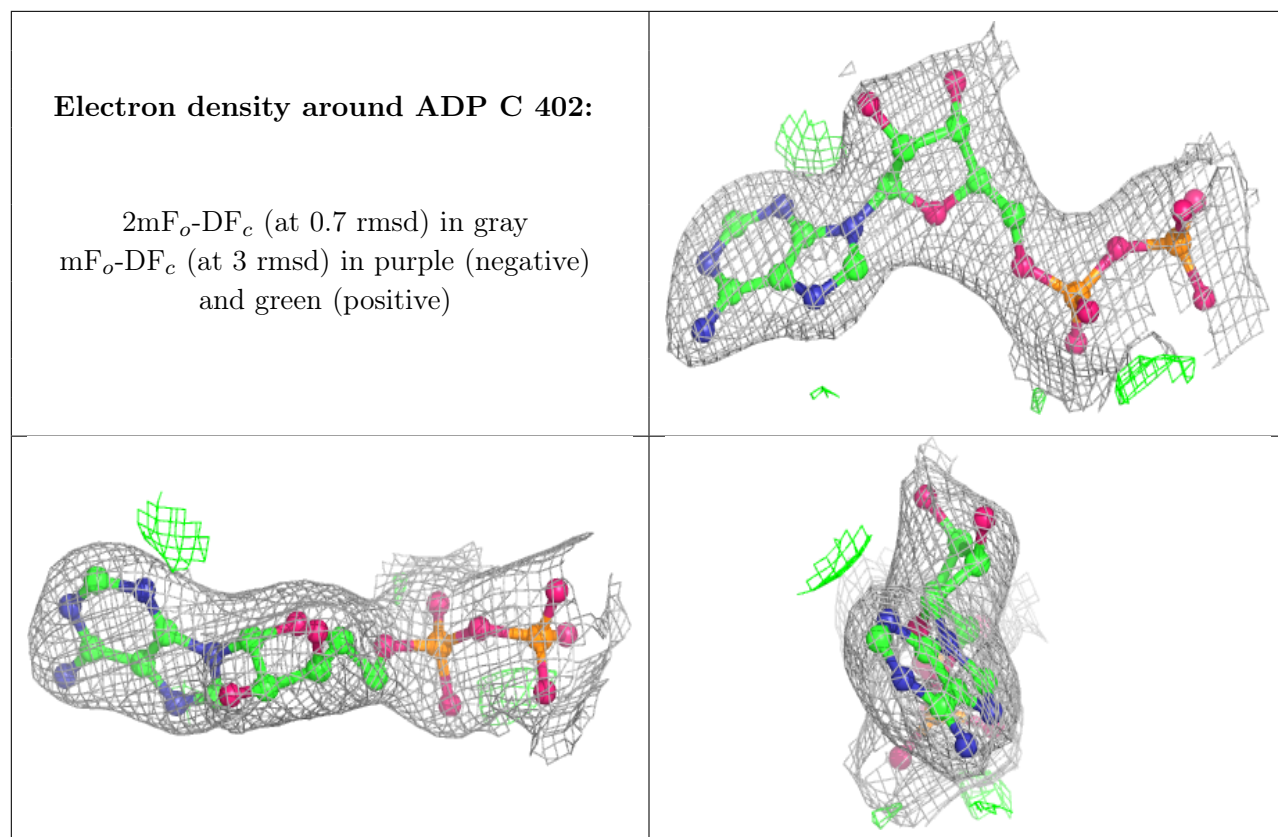 Electron density around ADP C 402:
2mFₒ-DF𝒸 (at 0.7 rmsd) in gray
mFₒ-DF𝒸 (at 3 rmsd) in purple (negative)
and green (positive)